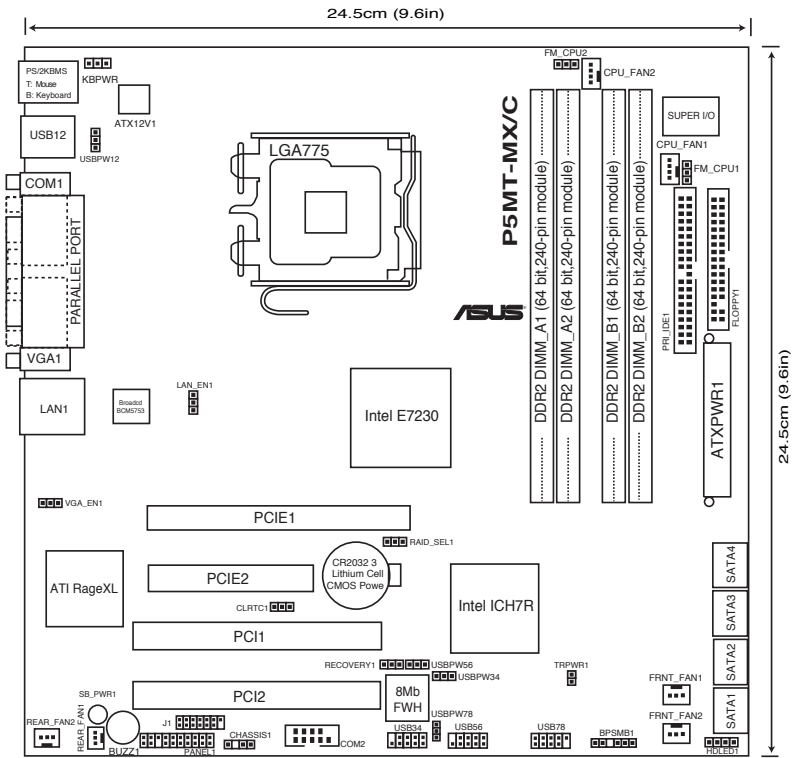 24.5cm (9.6in)
FM_CPU2
CPU_FAN2
PS/2KBMS
T: Mouse
B: Keyboard
KBPWR
ATX12V1
USB12
USBPW12
LGA775
P5MT-MX/C
SUPER I/O
CPU_FAN1
FM_CPU1
COM1
PARALLEL PORT
VGA1
ASUS
DDR2 DIMM_A1 (64 bit,240-pin module)
DDR2 DIMM_A2 (64 bit,240-pin module)
DDR2 DIMM_B1 (64 bit,240-pin module)
DDR2 DIMM_B2 (64 bit,240-pin module)
PRI_IDE1
FLOPPY1
24.5cm (9.6in)
LAN1
Broadcd
BCM5753
LAN_EN1
Intel E7230
ATXPWR1
VGA_EN1
PCIE1
RAID_SEL1
ATI RageXL
PCIE2
CR2032 3
Lithium Cell
CMOS Powe
CLRTC1
Intel ICH7R
SATA4
SATA3
SATA2
SATA1
PCI1
RECOVERY1
USBPW56
USBPW34
TRPWR1
PCI2
8Mb
FWH
FRNT_FAN1
FRNT_FAN2
SB_PWR1
REAR_FAN2
REAR_FAN1
BUZZ1
J1
PANEL1
CHASSIS1
COM2
USBPW78
USB34
USB56
USB78
BPSMB1
HDLED1